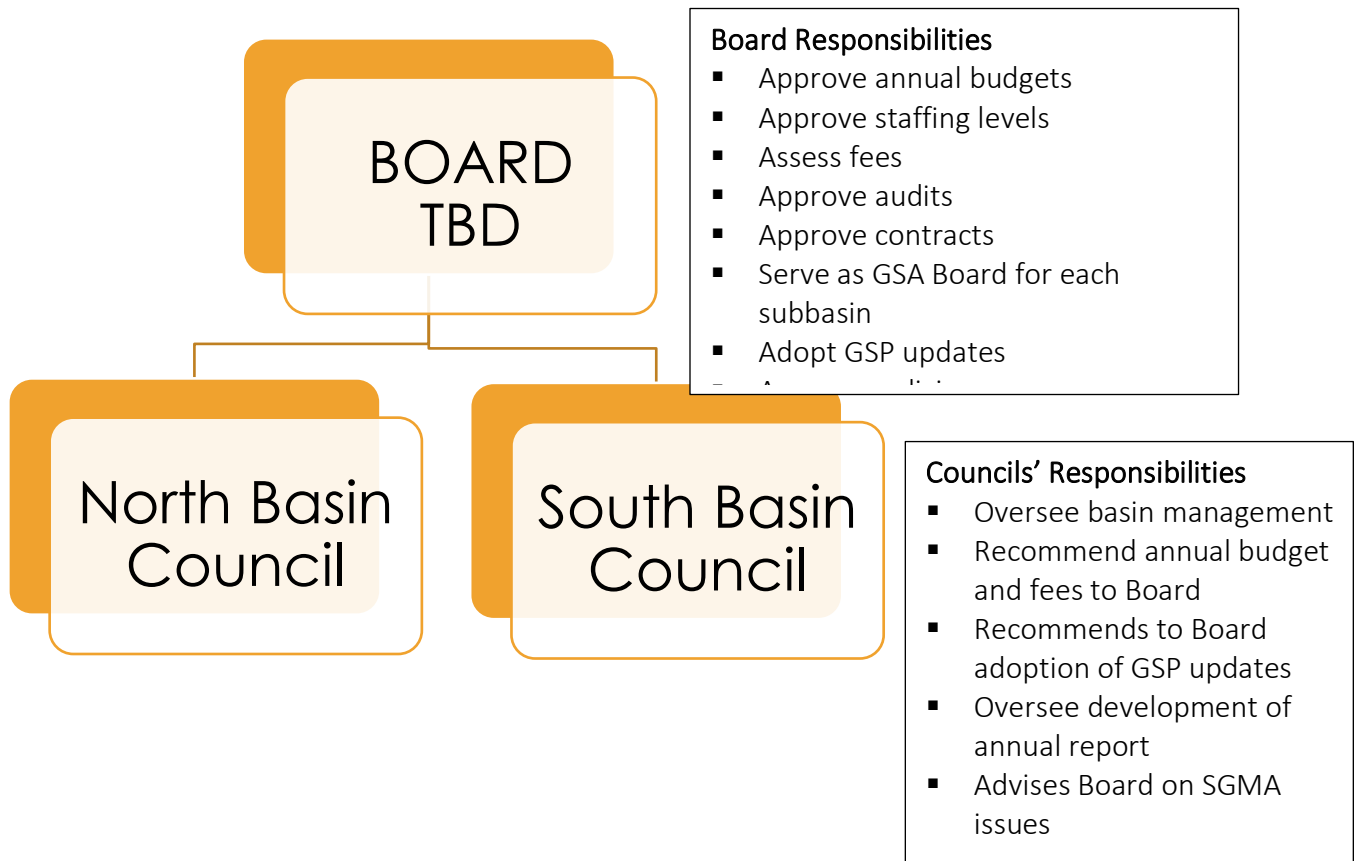 BOARD
TBD
Board Responsibilities
▪ Approve annual budgets
▪ Approve staffing levels
▪ Assess fees
▪ Approve audits
▪ Approve contracts
▪ Serve as GSA Board for each
subbasin
▪ Adopt GSP updates
North Basin
Council
South Basin
Council
Councils’ Responsibilities
▪ Oversee basin management
▪ Recommend annual budget
and fees to Board
▪ Recommends to Board
adoption of GSP updates
▪ Oversee development of
annual report
▪ Advises Board on SGMA
issues